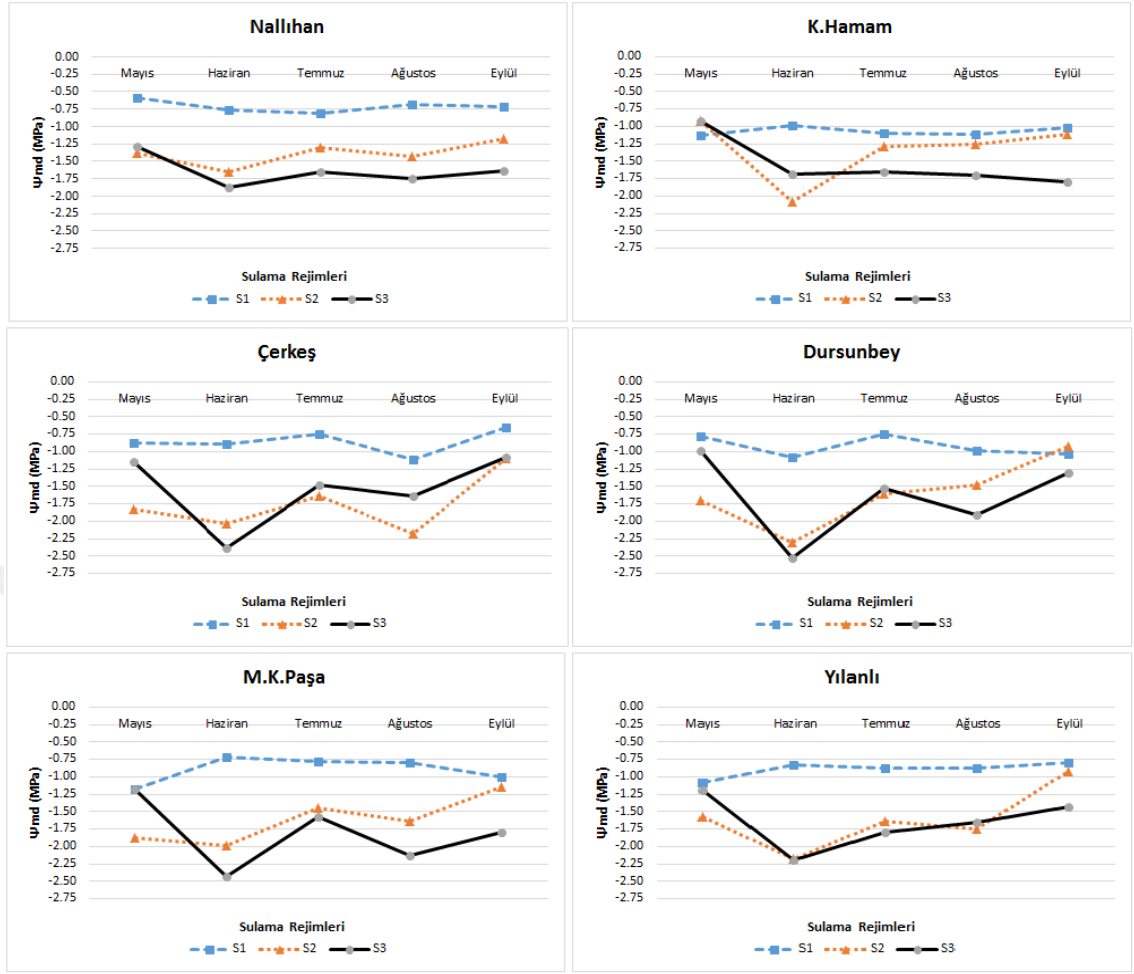 Nallıhan
0.00
-0.25
-0.50
-0.75
-1.00
-1.25
-1.50
-1.75
-2.00
-2.25
-2.50
-2.75
Ψmd (MPa)
Mayıs Haziran Temmuz Ağustos Eylül
Sulama Rejimleri
S1 S2 S3
K.Hamam
0.00
-0.25
-0.50
-0.75
-1.00
-1.25
-1.50
-1.75
-2.00
-2.25
-2.50
-2.75
Ψmd (MPa)
Mayıs Haziran Temmuz Ağustos Eylül
Sulama Rejimleri
S1 S2 S3
Çerkeş
0.00
-0.25
-0.50
-0.75
-1.00
-1.25
-1.50
-1.75
-2.00
-2.25
-2.50
-2.75
Ψmd (MPa)
Mayıs Haziran Temmuz Ağustos Eylül
Sulama Rejimleri
S1 S2 S3
Dursunbey
0.00
-0.25
-0.50
-0.75
-1.00
-1.25
-1.50
-1.75
-2.00
-2.25
-2.50
-2.75
Ψmd (MPa)
Mayıs Haziran Temmuz Ağustos Eylül
Sulama Rejimleri
S1 S2 S3
M.K.Paşa
0.00
-0.25
-0.50
-0.75
-1.00
-1.25
-1.50
-1.75
-2.00
-2.25
-2.50
-2.75
Ψmd (MPa)
Mayıs Haziran Temmuz Ağustos Eylül
Sulama Rejimleri
S1 S2 S3
Yılanlı
0.00
-0.25
-0.50
-0.75
-1.00
-1.25
-1.50
-1.75
-2.00
-2.25
-2.50
-2.75
Ψmd (MPa)
Mayıs Haziran Temmuz Ağustos Eylül
Sulama Rejimleri
S1 S2 S3